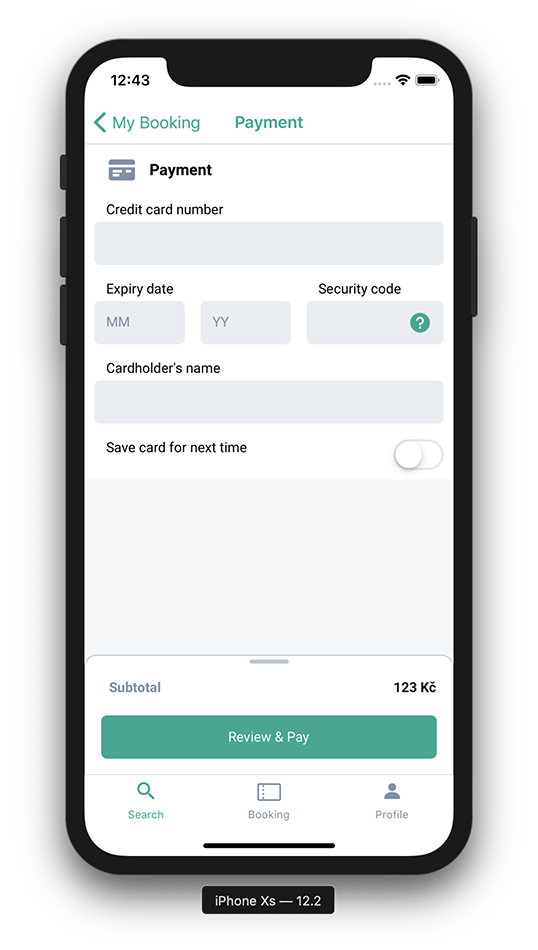 12:43
My Booking Payment
Payment
Credit card number
Expiry date Security code
MM YY ?
Cardholder's name
Save card for next time
Subtotal 123 Kč
Review & Pay
Search Booking Profile
iPhone Xs — 12.2